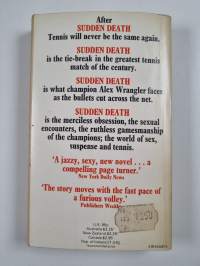 After
SUDDEN DEATH
Tennis will never be the same again.
SUDDEN DEATH
is the tie-break in the greatest tennis
match of the century.
SUDDEN DEATH
is what champion Alex Wrangler faces
as the bullets cut across the net.
SUDDEN DEATH
is the merciless obsession, the sexual
encounters, the ruthless gamesmanship
of the champions; the world of sex,
suspense and tennis.
‘A jazzy, sexy, new novel . . . a
compelling page turner.’
New York Daily News
‘The story moves with the fast pace of
a furious volley.’
Publishers Weekly
U.K. 95p